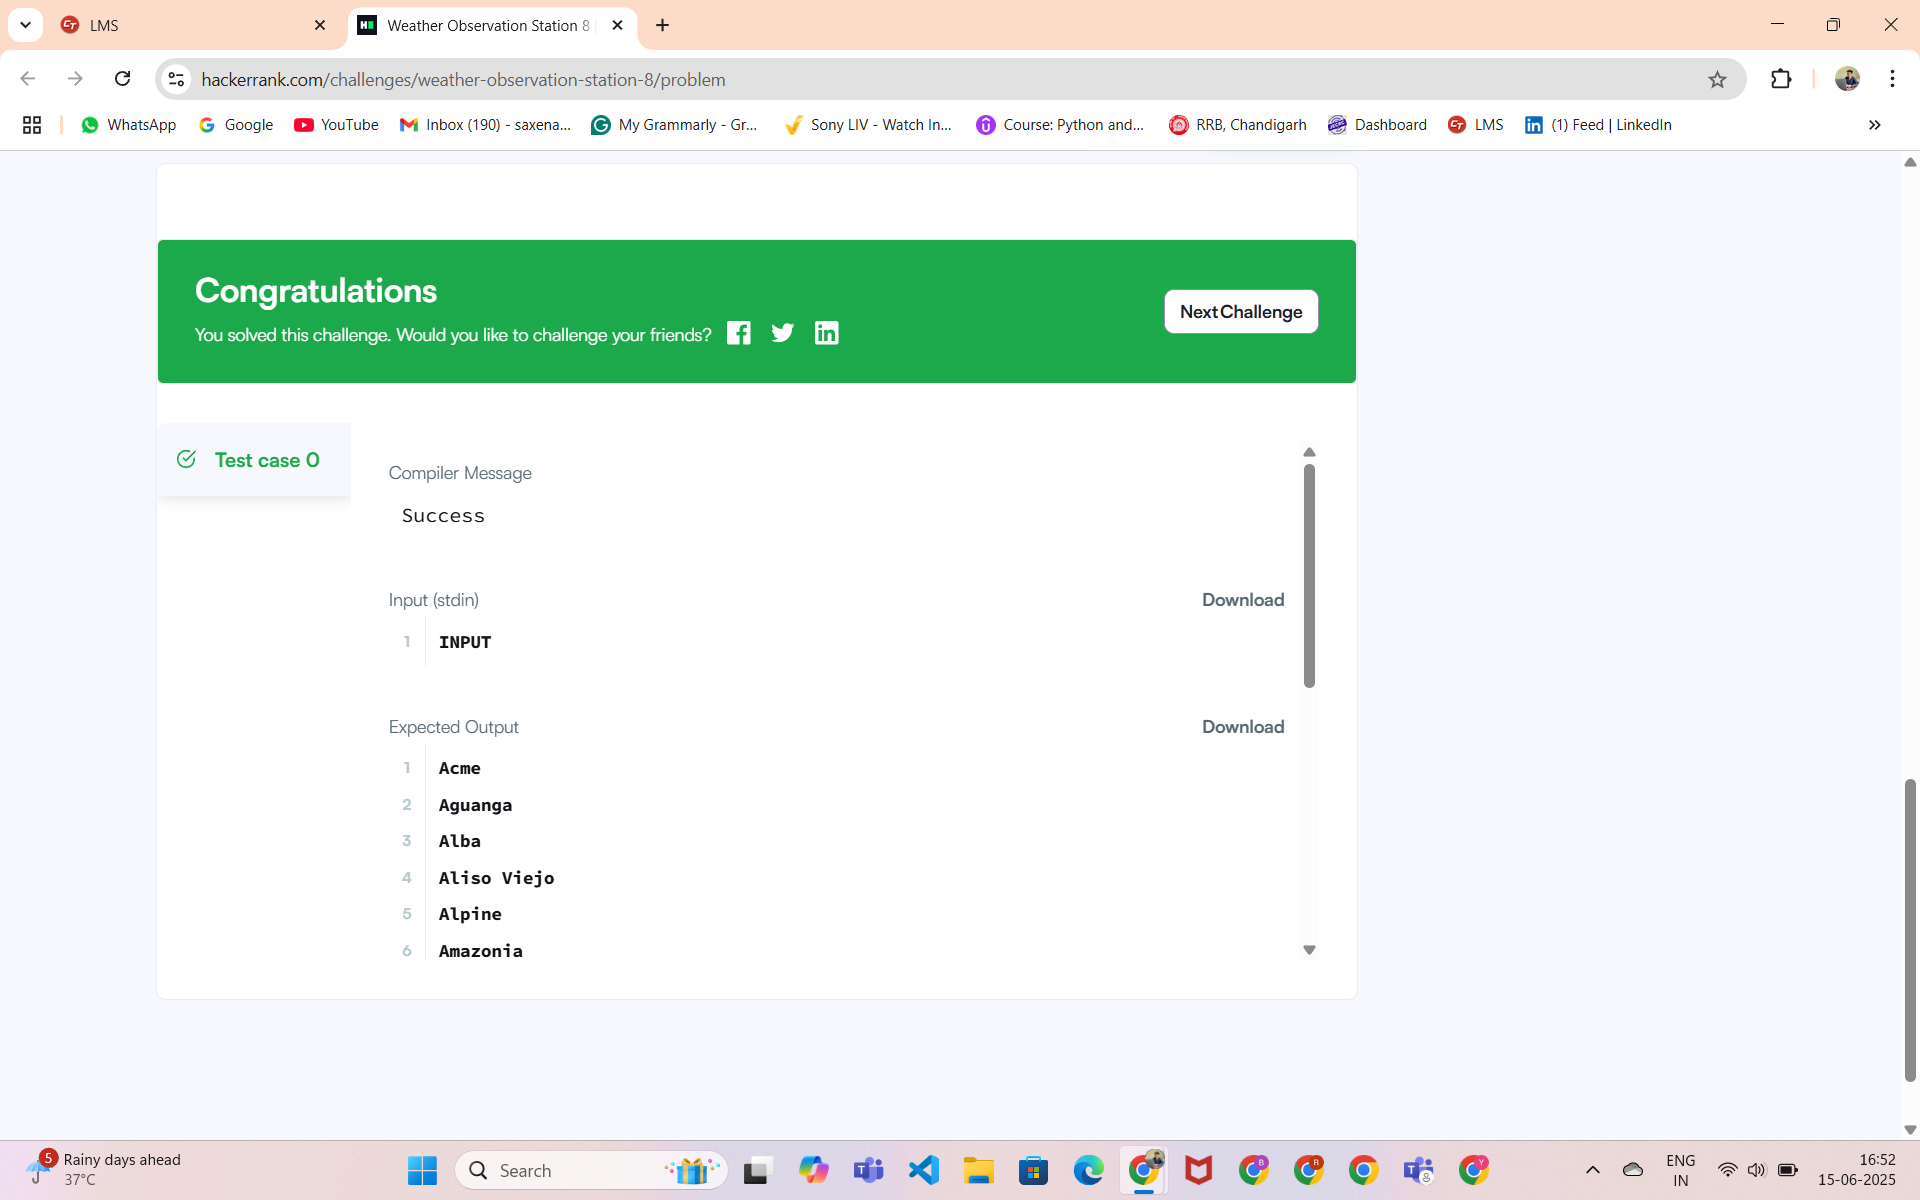 LMS
Weather Observation Station 8
hackerrank.com/challenges/weather-observation-station-8/problem
WhatsApp
Google
YouTube
Inbox (190) - saxena...
My Grammarly - Gr...
Sony LIV - Watch In...
Course: Python and...
RRB, Chandigarh
Dashboard
LMS
(1) Feed | LinkedIn
Congratulations
You solved this challenge. Would you like to challenge your friends?
Next Challenge
Test case 0
Compiler Message
Success
Input (stdin)
Download
1 INPUT
Expected Output
Download
1 Acme
2 Aguanga
3 Alba
4 Aliso Viejo
5 Alpine
6 Amazonia
5
Rainy days ahead
37°C
Search
ENG
IN
16:52
15-06-2025